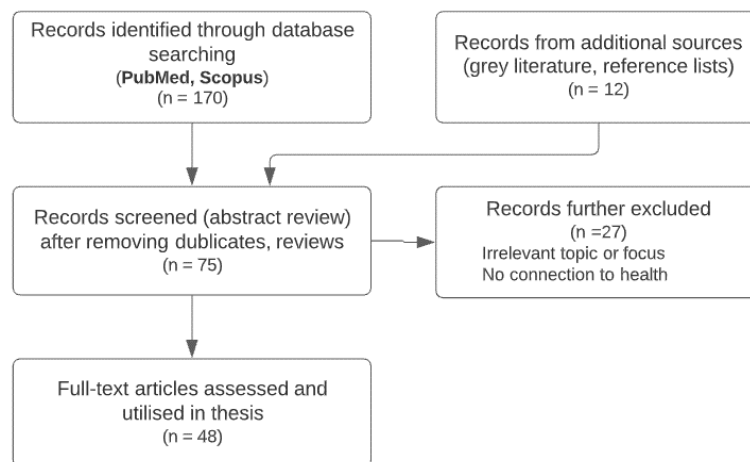 Records identified through database
searching
(PubMed, Scopus)
(n = 170)
Records from additional sources
(grey literature, reference lists)
(n = 12)
Records screened (abstract review)
after removing dublicates, reviews
(n = 75)
Records further excluded
(n =27)
Irrelevant topic or focus
No connection to health
Full-text articles assessed and
utilised in thesis
(n = 48)